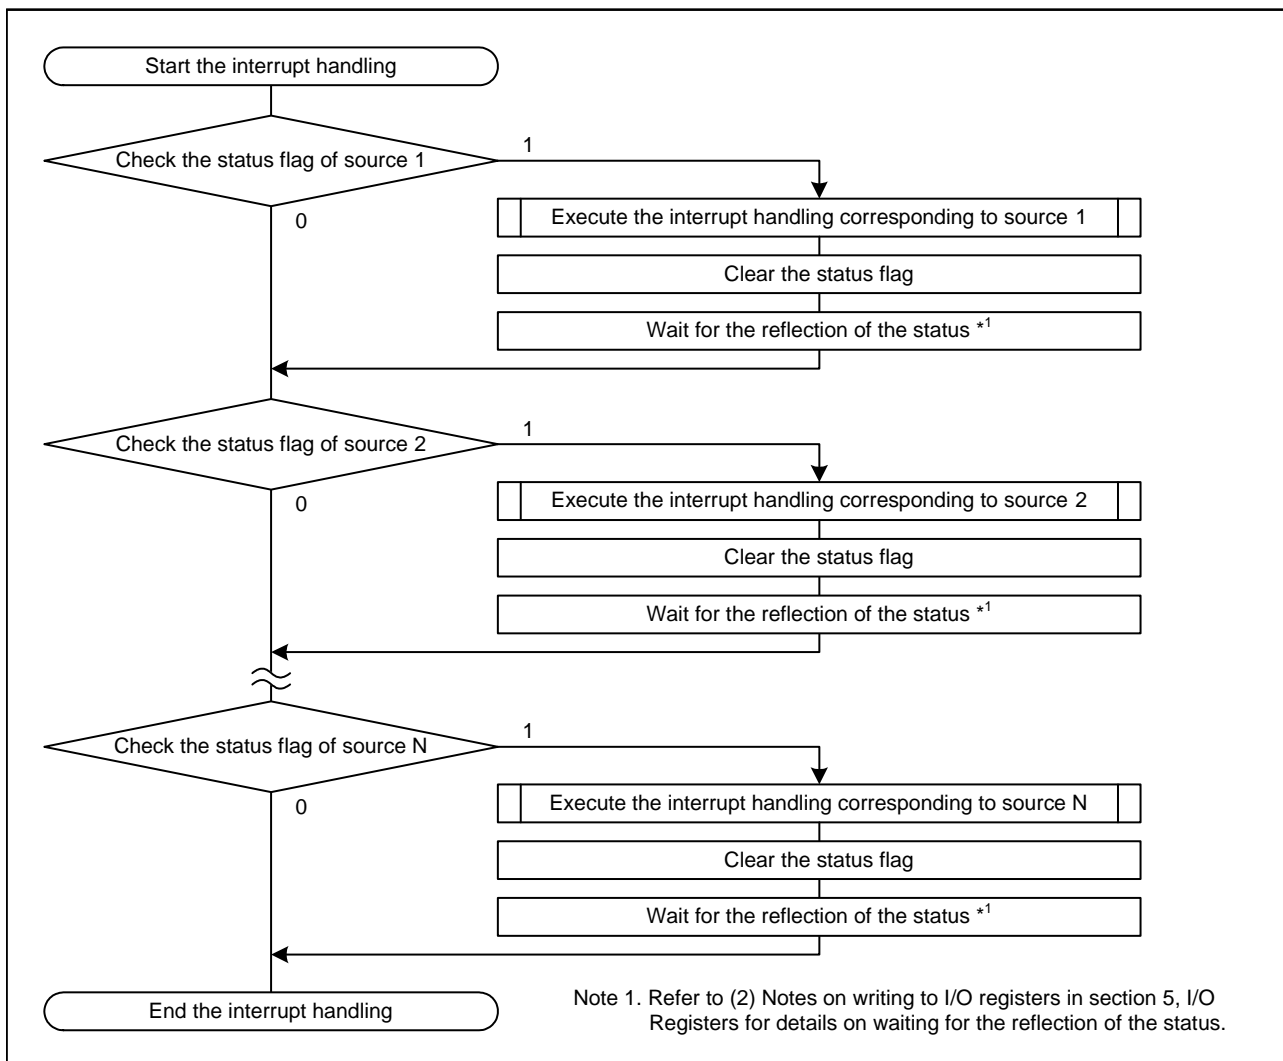 Start the interrupt handling
Check the status flag of source 1
1
0
Execute the interrupt handling corresponding to source 1
Clear the status flag
Wait for the reflection of the status *1
Check the status flag of source 2
1
0
Execute the interrupt handling corresponding to source 2
Clear the status flag
Wait for the reflection of the status *1
Check the status flag of source N
1
0
Execute the interrupt handling corresponding to source N
Clear the status flag
Wait for the reflection of the status *1
End the interrupt handling
Note 1. Refer to (2) Notes on writing to I/O registers in section 5, I/O
Registers for details on waiting for the reflection of the status.